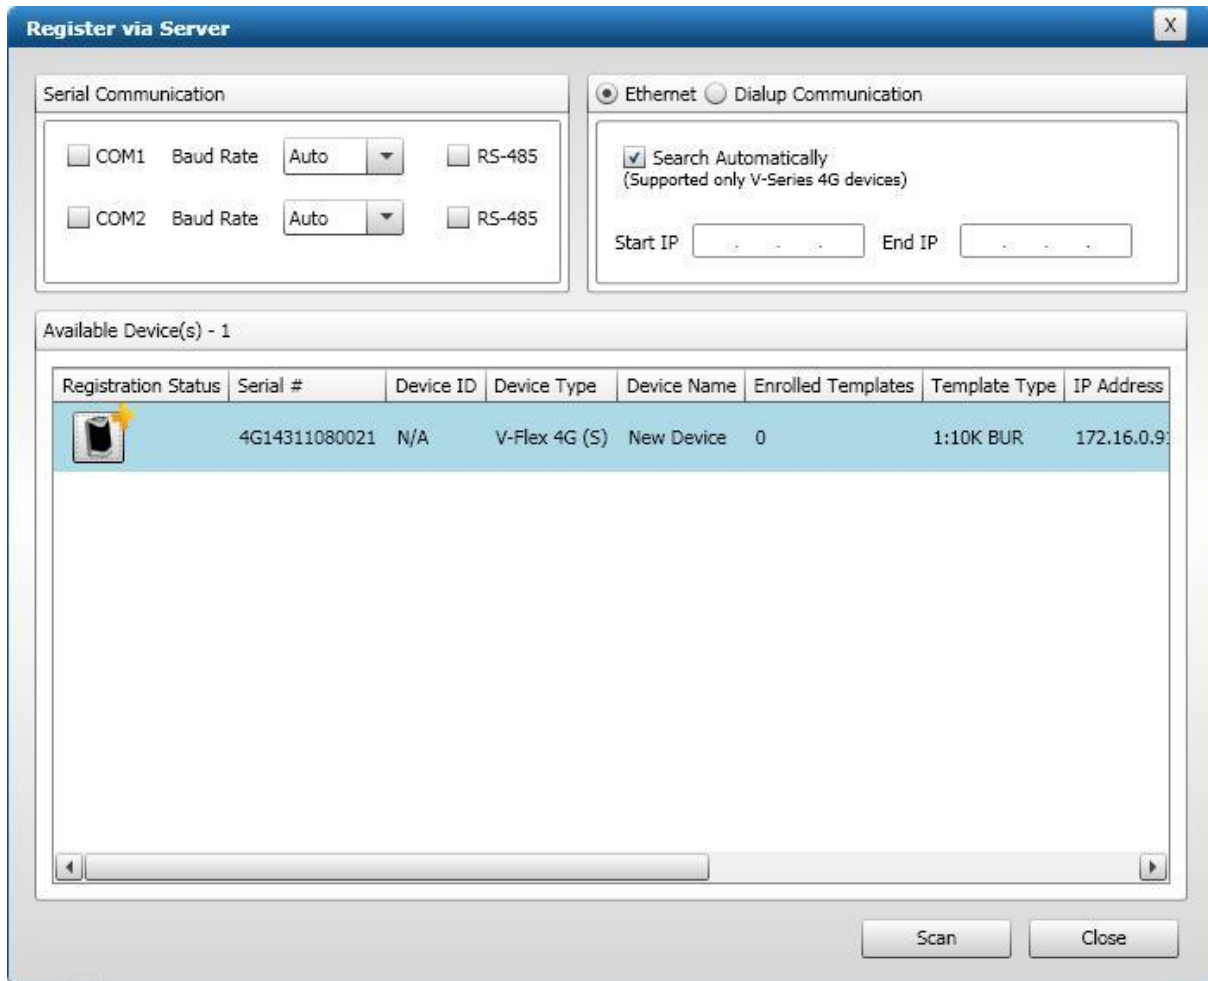 Register via Server X
Serial Communication
COM1 Baud Rate Auto RS-485
COM2 Baud Rate Auto RS-485
Ethernet Dialup Communication
Search Automatically
(Supported only V-Series 4G devices)
Start IP . . . End IP . . .
Available Device(s) - 1
Registration Status Serial # Device ID Device Type Device Name Enrolled Templates Template Type IP Address
4G14311080021 N/A V-Flex 4G (S) New Device 0 1:10K BUR
Scan Close